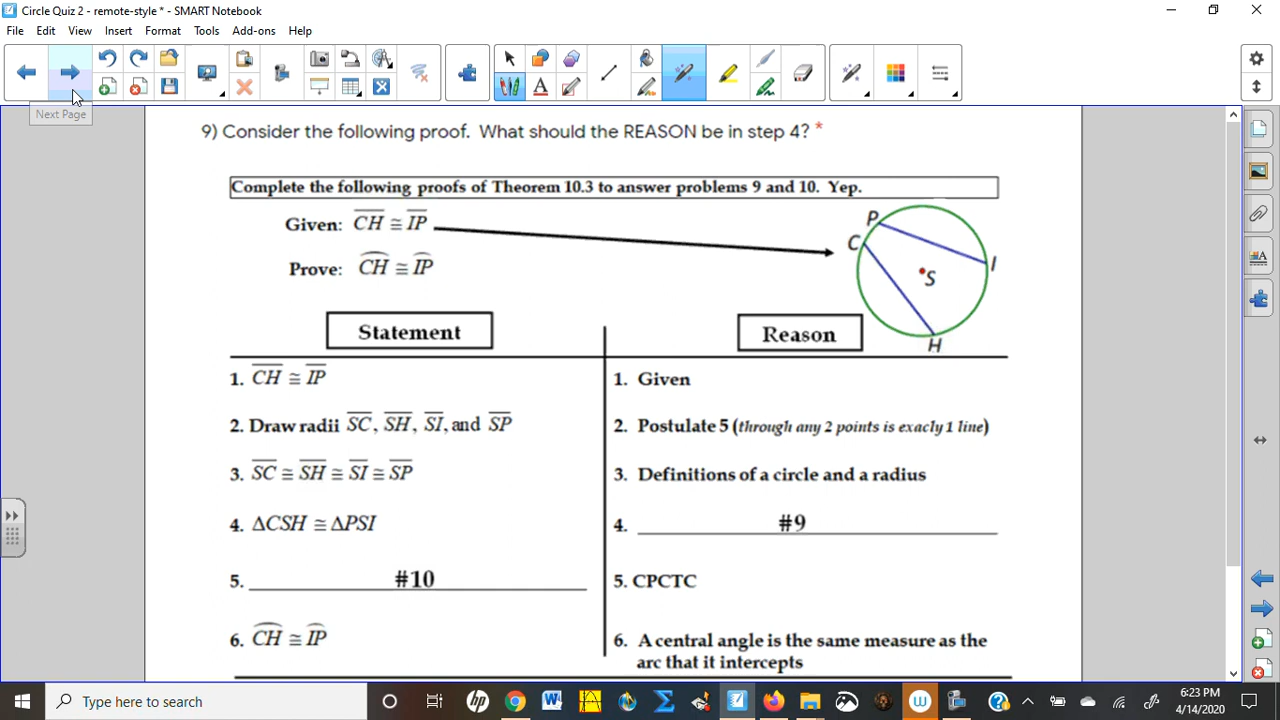 Circle Quiz 2 - remote-style * - SMART Notebook
File Edit View Insert Format Tools Add-ons Help
Next Page
9) Consider the following proof. What should the REASON be in step 4? *
Complete the following proofs of Theorem 10.3 to answer problems 9 and 10. Yep.
Given: CH ≅ IP
Prove: CH ≅ IP
P
C
I
S
H
Statement
Reason
1. CH ≅ IP
1. Given
2. Draw radii SC, SH, SI, and SP
2. Postulate 5 (through any 2 points is exacly 1 line)
3. SC ≅ SH ≅ SI ≅ SP
3. Definitions of a circle and a radius
4. ΔCSH ≅ ΔPSI
4. #9
5. #10
5. CPCTC
6. CH ≅ IP
6. A central angle is the same measure as the
arc that it intercepts
Type here to search
6:23 PM
4/14/2020